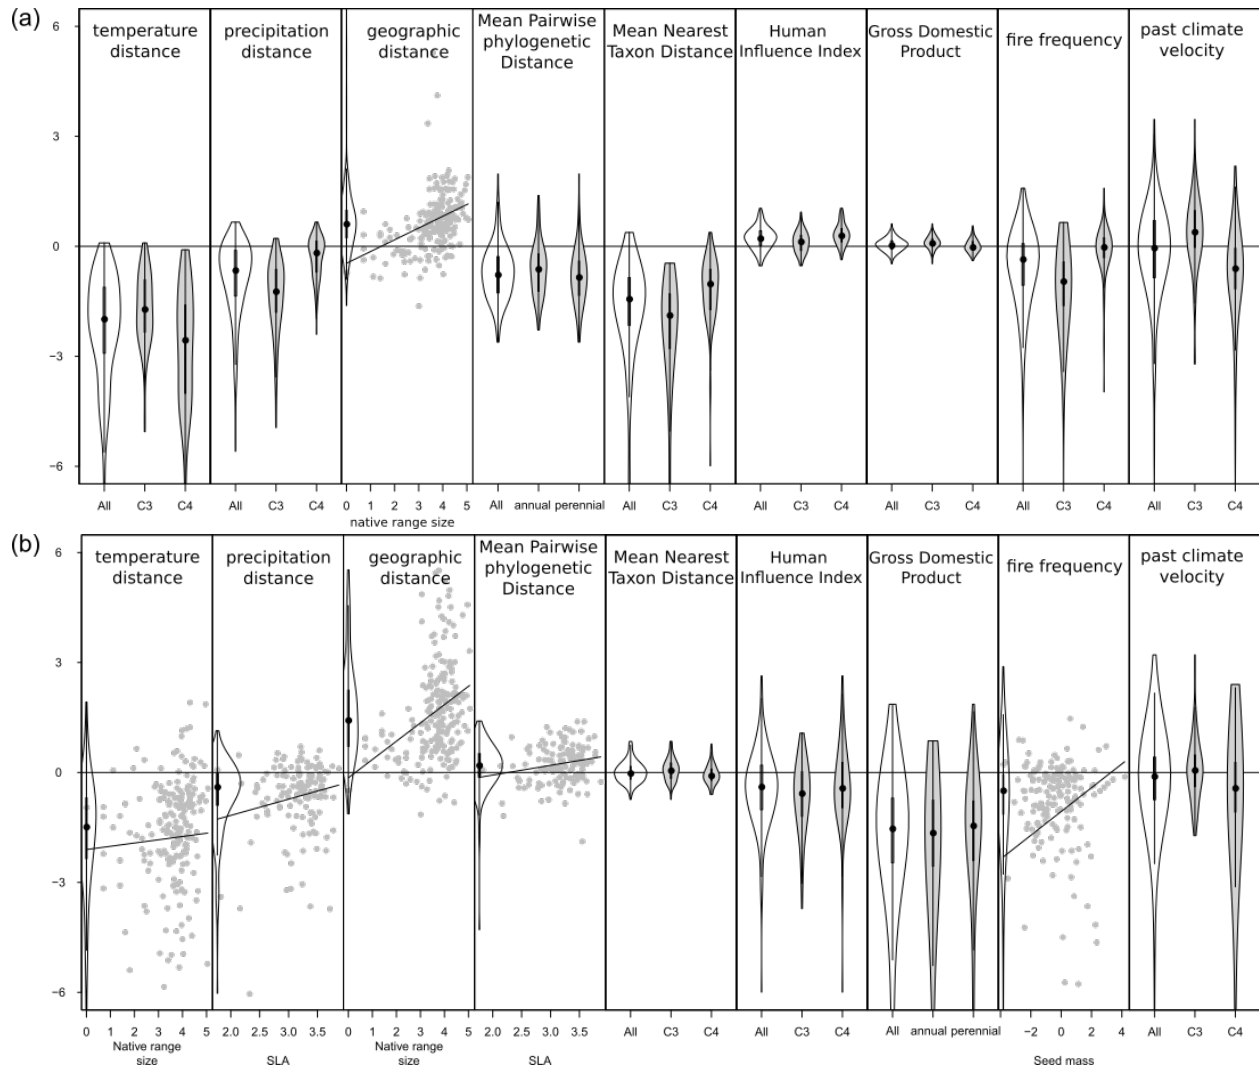 (a)
temperature
distance
precipitation
distance
geographic
distance
Mean Pairwise
phylogenetic
Distance
Mean Nearest
Taxon Distance
Human
Influence Index
Gross Domestic
Product
fire frequency
past climate
velocity
6
3
0
−3
−6
All C3 C4
All C3 C4
0 1 2 3 4 5
native range size
All annual perennial
All C3 C4
All C3 C4
All C3 C4
All C3 C4
All C3 C4
(b)
temperature
distance
precipitation
distance
geographic
distance
Mean Pairwise
phylogenetic
Distance
Mean Nearest
Taxon Distance
Human
Influence Index
Gross Domestic
Product
fire frequency
past climate
velocity
6
3
0
−3
−6
0 1 2 3 4 5
Native range
size
2.0 2.5 3.0 3.5
SLA
0 1 2 3 4 5
Native range
size
2.0 2.5 3.0 3.5
SLA
All C3 C4
All C3 C4
All annual perennial
−2 0 2 4
Seed mass
All C3 C4